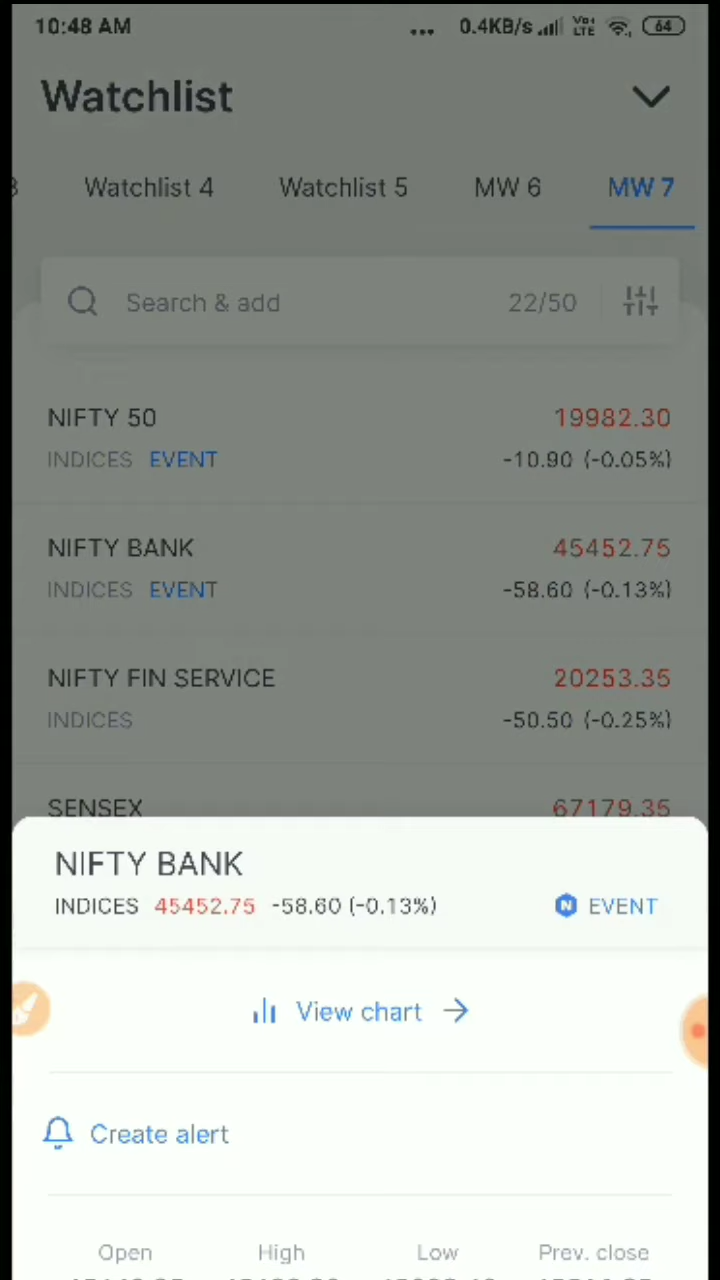 10:48 AM ... 0.4KB/s Vo) LTE 64
Watchlist
3 Watchlist 4 Watchlist 5 MW 6 MW 7
Search & add 22/50
NIFTY 50 19982.30
INDICES EVENT -10.90 (-0.05%)
NIFTY BANK 45452.75
INDICES EVENT -58.60 (-0.13%)
NIFTY FIN SERVICE 20253.35
INDICES -50.50 (-0.25%)
SENSEX 67179.35
NIFTY BANK
INDICES 45452.75 -58.60 (-0.13%) N EVENT
View chart →
Create alert
Open High Low Prev. close